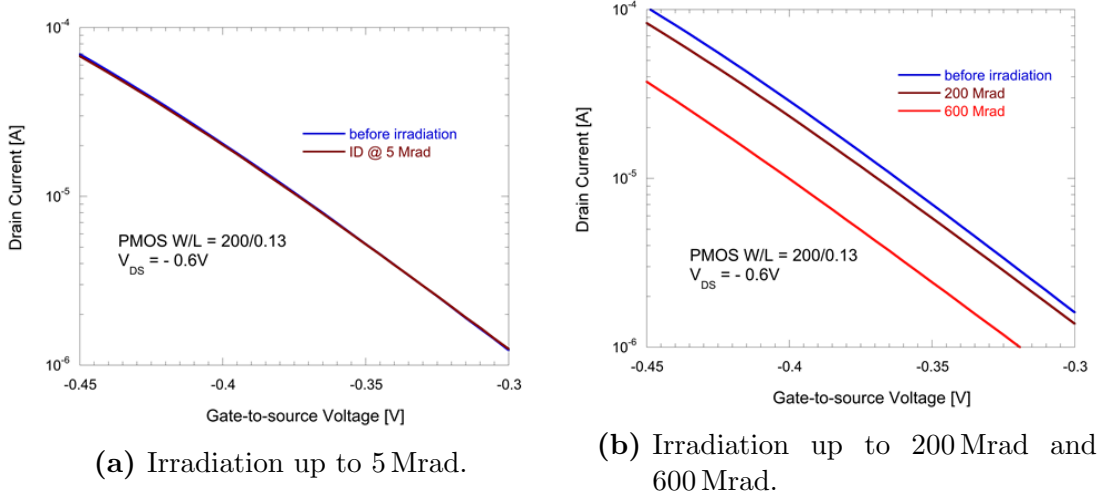 10⁻⁴
10⁻⁵
10⁻⁶
Drain Current [A]
before irradiation
ID @ 5 Mrad
PMOS W/L = 200/0.13
V_DS = - 0.6V
-0.45 -0.4 -0.35 -0.3
Gate-to-source Voltage [V]
(a) Irradiation up to 5 Mrad.
10⁻⁴
10⁻⁵
10⁻⁶
Drain Current [A]
before irradiation
200 Mrad
600 Mrad
PMOS W/L = 200/0.13
V_DS = - 0.6V
-0.45 -0.4 -0.35 -0.3
Gate-to-source Voltage [V]
(b) Irradiation up to 200 Mrad and
600 Mrad.